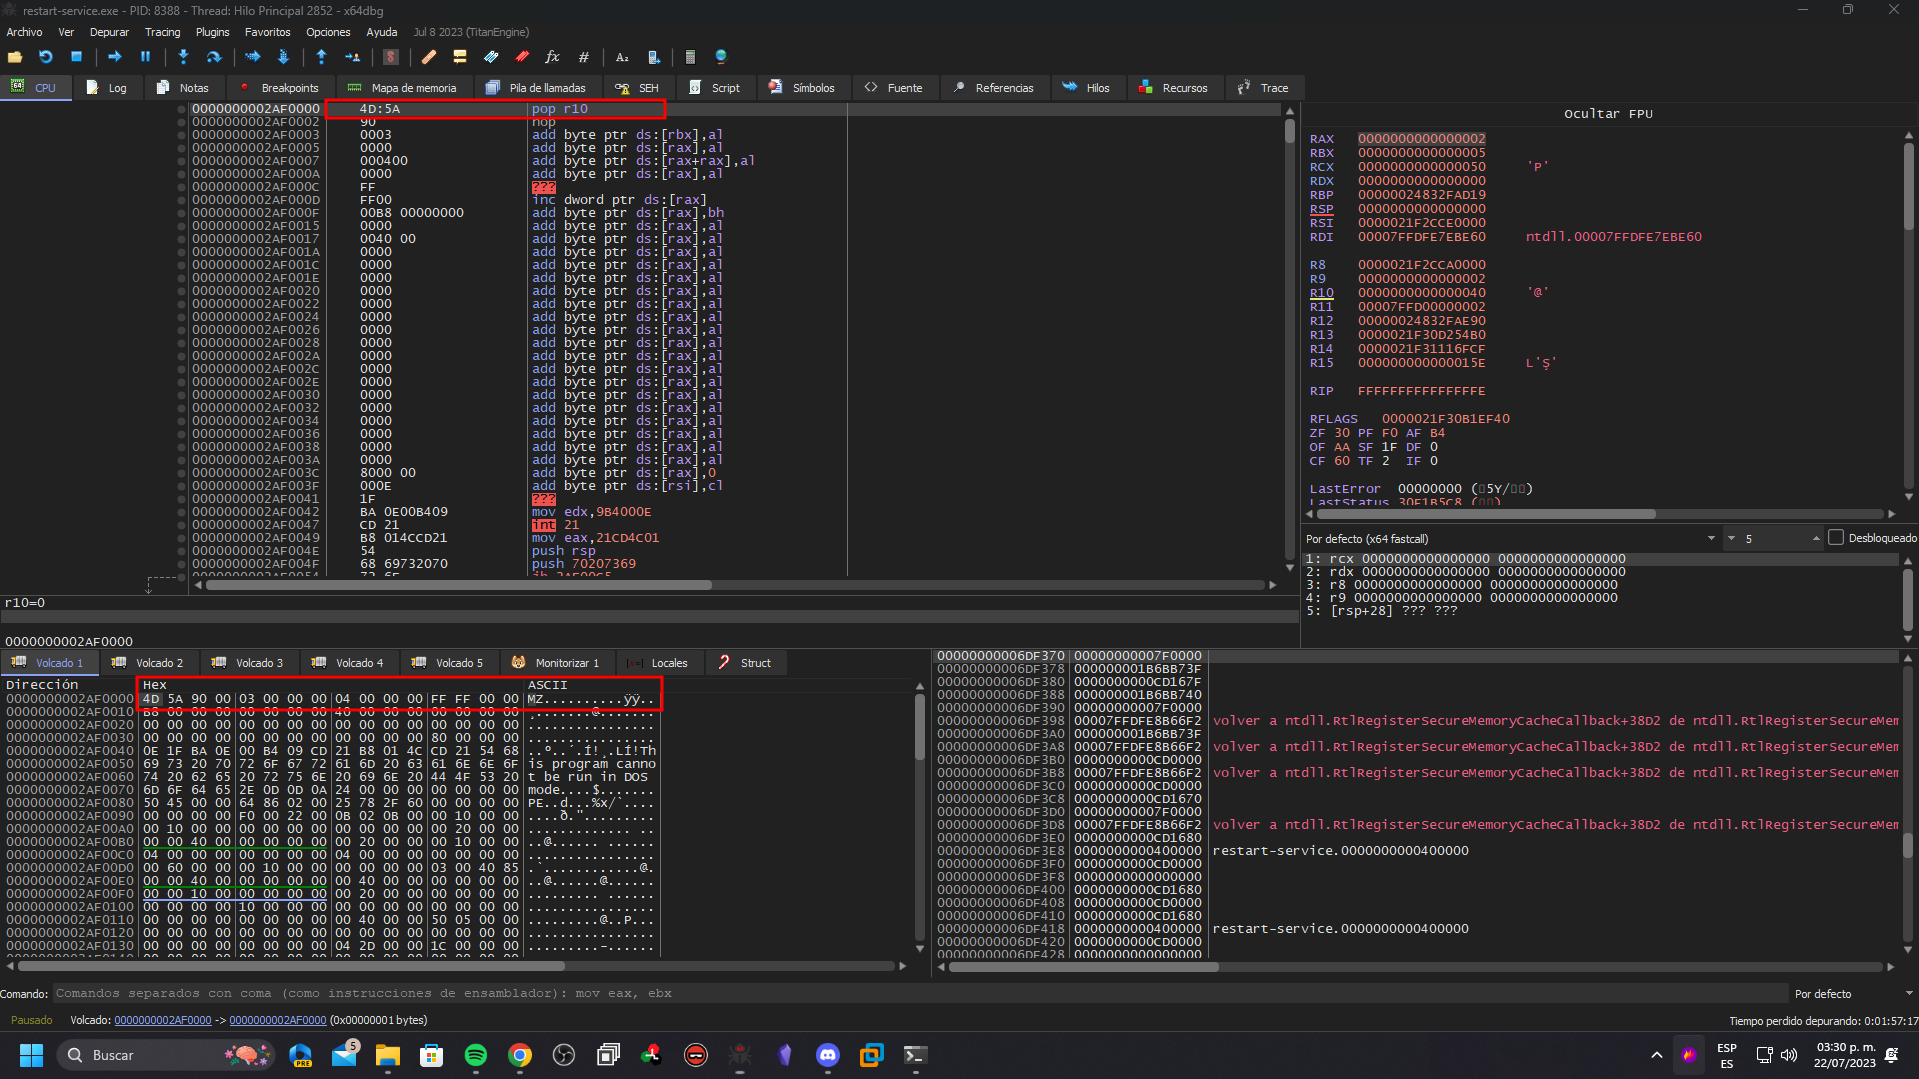 restart-service.exe - PID: 8388 - Thread: Hilo Principal 2852 - x64dbg
Archivo Ver Depurar Tracing Plugins Favoritos Opciones Ayuda Jul 8 2023 (TitanEngine)
CPU Log Notas Breakpoints Mapa de memoria Pila de llamadas SEH Script Símbolos Fuente Referencias Hilos Recursos Trace
0000000002AF0000 4D:5A pop r10
0000000002AF0002 90 nop
0000000002AF0003 0003 add byte ptr ds:[rbx],al
0000000002AF0005 0000 add byte ptr ds:[rax],al
0000000002AF0007 000400 add byte ptr ds:[rax+rax],al
0000000002AF000A 0000 add byte ptr ds:[rax],al
0000000002AF000C FF ???
0000000002AF000D FF00 inc dword ptr ds:[rax]
0000000002AF000F 00B8 00000000 add byte ptr ds:[rax],bh
0000000002AF0015 0000 add byte ptr ds:[rax],al
0000000002AF0017 0040 00 add byte ptr ds:[rax],al
0000000002AF001A 0000 add byte ptr ds:[rax],al
0000000002AF001C 0000 add byte ptr ds:[rax],al
0000000002AF001E 0000 add byte ptr ds:[rax],al
0000000002AF0020 0000 add byte ptr ds:[rax],al
0000000002AF0022 0000 add byte ptr ds:[rax],al
0000000002AF0024 0000 add byte ptr ds:[rax],al
0000000002AF0026 0000 add byte ptr ds:[rax],al
0000000002AF0028 0000 add byte ptr ds:[rax],al
0000000002AF002A 0000 add byte ptr ds:[rax],al
0000000002AF002C 0000 add byte ptr ds:[rax],al
0000000002AF002E 0000 add byte ptr ds:[rax],al
0000000002AF0030 0000 add byte ptr ds:[rax],al
0000000002AF0032 0000 add byte ptr ds:[rax],al
0000000002AF0034 0000 add byte ptr ds:[rax],al
0000000002AF0036 0000 add byte ptr ds:[rax],al
0000000002AF0038 0000 add byte ptr ds:[rax],al
0000000002AF003A 0000 add byte ptr ds:[rax],al
0000000002AF003C 8000 00 add byte ptr ds:[rax],0
0000000002AF003F 000E add byte ptr ds:[rsi],cl
0000000002AF0041 1F ???
0000000002AF0042 BA 0E00B409 mov edx,9B4000E
0000000002AF0047 CD 21 int 21
0000000002AF0049 B8 014CCD21 mov eax,21CD4C01
0000000002AF004E 54 push rsp
0000000002AF004F 68 69732070 push 70207369
Ocultar FPU
RAX 0000000000000002
RBX 0000000000000005
RCX 0000000000000050 'P'
RDX 0000000000000000
RBP 00000024832FAD19
RSP 0000000000000000
RSI 0000021F2CCE0000
RDI 00007FFDFE7EBE60 ntdll.00007FFDFE7EBE60
R8 0000021F2CCA0000
R9 0000000000000002
R10 0000000000000040 '@'
R11 00007FFD00000002
R12 00000024832FAE90
R13 0000021F30D254B0
R14 0000021F31116FCF
R15 000000000000015E L'Ş'
RIP FFFFFFFFFFFFFFFE
RFLAGS 0000021F30B1EF40
ZF 30 PF F0 AF B4
OF AA SF 1F DF 0
CF 60 TF 2 IF 0
LastError 00000000
LastStatus 30F1B5C8
Por defecto (x64 fastcall) 5 Desbloqueado
1: rcx 0000000000000000 0000000000000000
2: rdx 0000000000000000 0000000000000000
3: r8 0000000000000000 0000000000000000
4: r9 0000000000000000 0000000000000000
5: [rsp+28] ??? ???
r10=0
0000000002AF0000
Volcado 1 Volcado 2 Volcado 3 Volcado 4 Volcado 5 Monitorizar 1 Locales Struct
Dirección Hex ASCII
0000000002AF0000 4D 5A 90 00 03 00 00 00 04 00 00 00 FF FF 00 00 MZ..........ÿÿ..
0000000002AF0010 B8 00 00 00 00 00 00 00 40 00 00 00 00 00 00 00 ¸.......@.......
0000000002AF0020 00 00 00 00 00 00 00 00 00 00 00 00 00 00 00 00 ................
0000000002AF0030 00 00 00 00 00 00 00 00 00 00 00 00 80 00 00 00 ................
0000000002AF0040 0E 1F BA 0E 00 B4 09 CD 21 B8 01 4C CD 21 54 68 ..º..´.Í!¸.LÍ!Th
0000000002AF0050 69 73 20 70 72 6F 67 72 61 6D 20 63 61 6E 6E 6F is program canno
0000000002AF0060 74 20 62 65 20 72 75 6E 20 69 6E 20 44 4F 53 20 t be run in DOS
0000000002AF0070 6D 6F 64 65 2E 0D 0D 0A 24 00 00 00 00 00 00 00 mode....$.......
0000000002AF0080 50 45 00 00 64 86 02 00 25 78 2F 60 00 00 00 00 PE..d...%x/`....
0000000002AF0090 00 00 00 00 F0 00 22 00 0B 02 0B 00 00 10 00 00 ....ð.".........
0000000002AF00A0 00 10 00 00 00 00 00 00 00 00 00 00 00 20 00 00 ............. ..
0000000002AF00B0 00 00 40 00 00 00 00 00 00 20 00 00 00 10 00 00 ..@...... ......
0000000002AF00C0 04 00 00 00 00 00 00 00 04 00 00 00 00 00 00 00 ................
0000000002AF00D0 00 60 00 00 00 10 00 00 00 00 00 00 03 00 40 85 .`............@.
0000000002AF00E0 00 00 40 00 00 00 00 00 00 40 00 00 00 00 00 00 ..@......@......
0000000002AF00F0 00 00 10 00 00 00 00 00 00 20 00 00 00 00 00 00 ......... ......
0000000002AF0100 00 00 00 00 10 00 00 00 00 00 00 00 00 00 00 00 ................
0000000002AF0110 00 00 00 00 00 00 00 00 00 40 00 00 50 05 00 00 .........@..P...
0000000002AF0120 00 00 00 00 00 00 00 00 00 00 00 00 00 00 00 00 ................
0000000002AF0130 00 00 00 00 00 00 00 00 04 2D 00 00 1C 00 00 00 .........-......
00000000006DF370 00000000007F0000
00000000006DF378 000000001B6BB73F
00000000006DF380 0000000000CD167F
00000000006DF388 000000001B6BB740
00000000006DF390 00000000007F0000
00000000006DF398 00007FFDFE8B66F2 volver a ntdll.RtlRegisterSecureMemoryCacheCallback+38D2 de ntdll.RtlRegisterSecureMem
00000000006DF3A0 000000001B6BB73F
00000000006DF3A8 00007FFDFE8B66F2 volver a ntdll.RtlRegisterSecureMemoryCacheCallback+38D2 de ntdll.RtlRegisterSecureMem
00000000006DF3B0 0000000000CD0000
00000000006DF3B8 00007FFDFE8B66F2 volver a ntdll.RtlRegisterSecureMemoryCacheCallback+38D2 de ntdll.RtlRegisterSecureMem
00000000006DF3C0 0000000000CD0000
00000000006DF3C8 0000000000CD1670
00000000006DF3D0 00000000007F0000
00000000006DF3D8 00007FFDFE8B66F2 volver a ntdll.RtlRegisterSecureMemoryCacheCallback+38D2 de ntdll.RtlRegisterSecureMem
00000000006DF3E0 0000000000CD0000
00000000006DF3E8 0000000000400000 restart-service.0000000000400000
00000000006DF3F0 0000000000CD0000
00000000006DF3F8 0000000000000000
00000000006DF400 0000000000CD1680
00000000006DF408 0000000000CD0000
00000000006DF410 0000000000CD1680
00000000006DF418 0000000000400000 restart-service.0000000000400000
00000000006DF420 0000000000CD0000
00000000006DF428 0000000000000000
Comando: Comandos separados con coma (como instrucciones de ensamblador): mov eax, ebx Por defecto
Pausado Volcado: 0000000002AF0000 -> 0000000002AF0000 (0x00000001 bytes) Tiempo perdido depurando: 0:01:57:17
Buscar PRE 5 ESP 03:30 p. m.
ES 22/07/2023